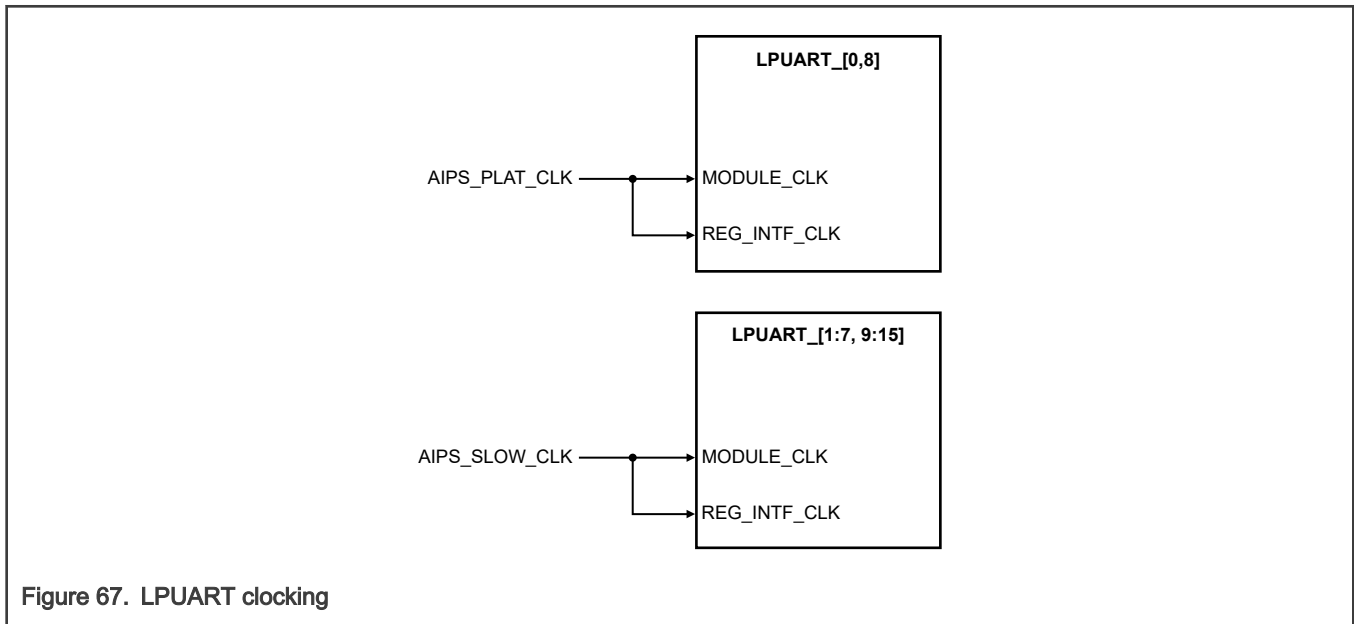 LPUART_[0,8]
AIPS_PLAT_CLK
MODULE_CLK
REG_INTF_CLK
LPUART_[1:7, 9:15]
AIPS_SLOW_CLK
MODULE_CLK
REG_INTF_CLK
Figure 67. LPUART clocking